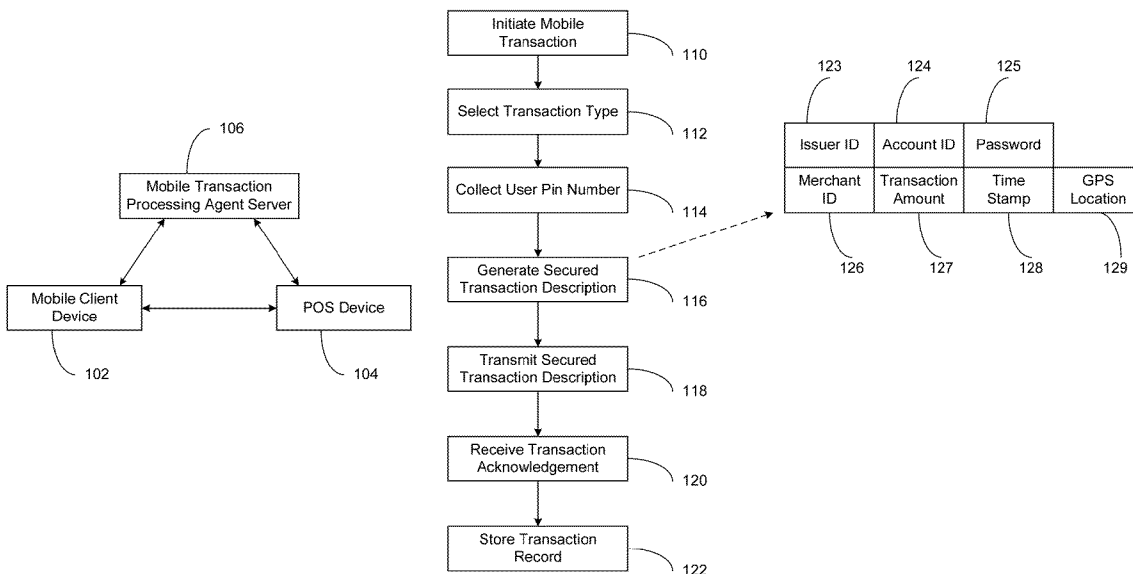 106
Mobile Transaction
Processing Agent Server
Mobile Client
Device
102
POS Device
104
Initiate Mobile
Transaction
110
Select Transaction Type
112
Collect User Pin Number
114
Generate Secured
Transaction Description
116
Transmit Secured
Transaction Description
118
Receive Transaction
Acknowledgement
120
Store Transaction
Record
122
123
124
125
Issuer ID
Account ID
Password
Merchant
ID
Transaction
Amount
Time
Stamp
GPS
Location
126
127
128
129